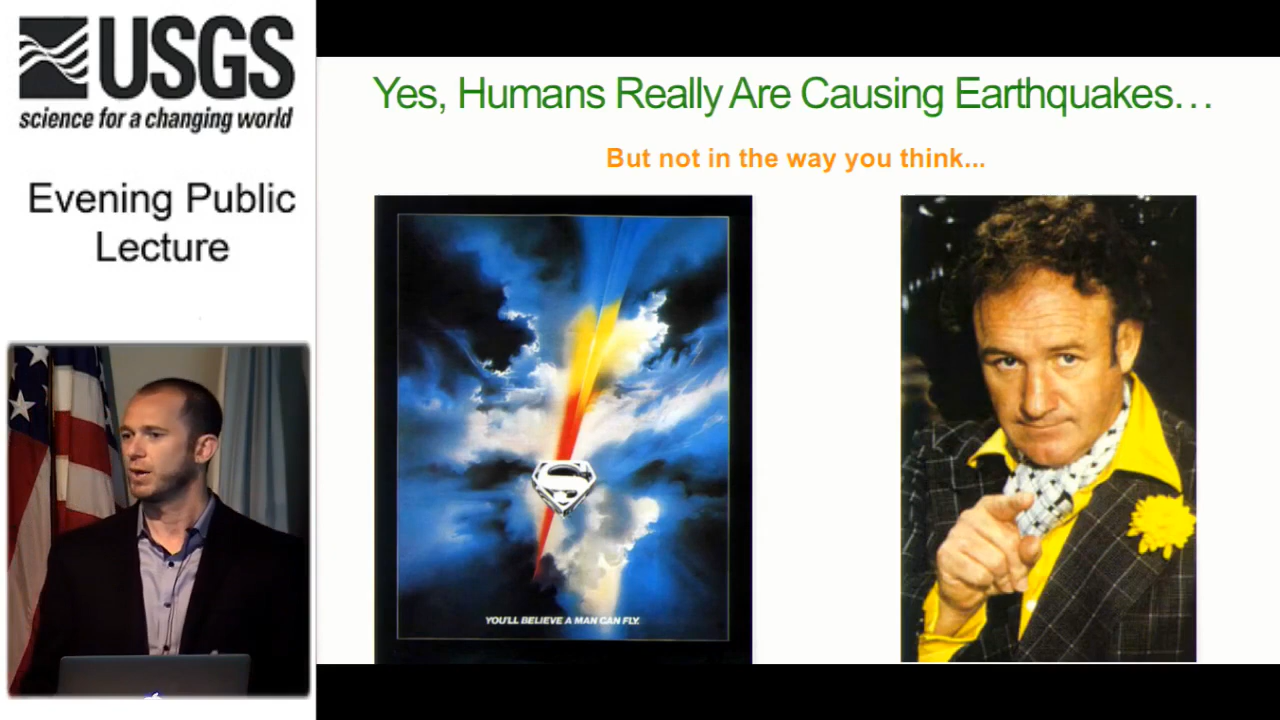 USGS
science for a changing world
Evening Public
Lecture
Yes, Humans Really Are Causing Earthquakes…
But not in the way you think...
S
YOU'LL BELIEVE A MAN CAN FLY.